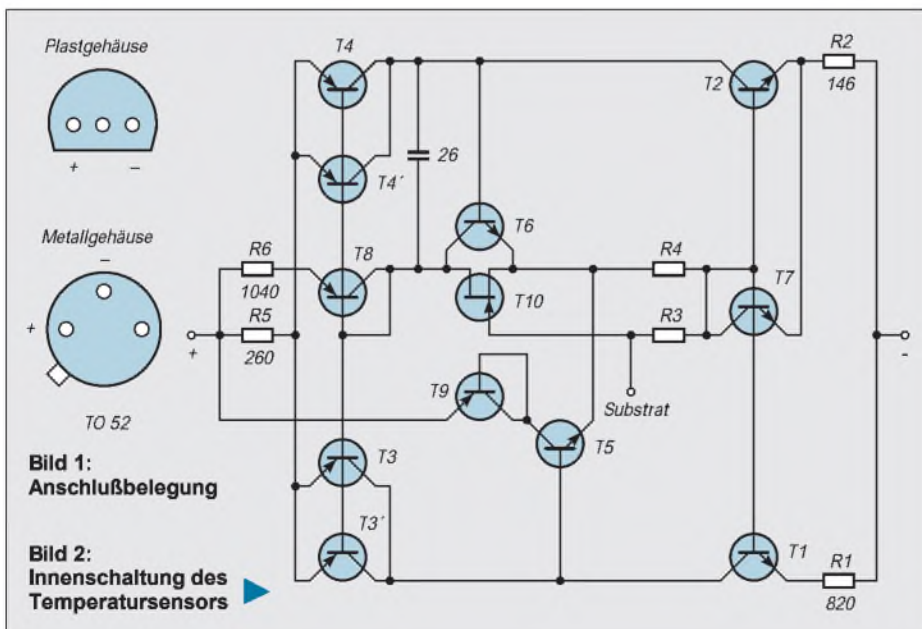 Plastgehäuse
+ −
Metallgehäuse
−
+
TO 52
Bild 1:
Anschlußbelegung
Bild 2:
Innenschaltung des
Temperatursensors
T4
T4´
26
T2
R2
146
T6
R6
1040
T8
R5
260
+
T10
R4
R3
T7
-
Substrat
T9
T5
T3
T3´
T1
R1
820